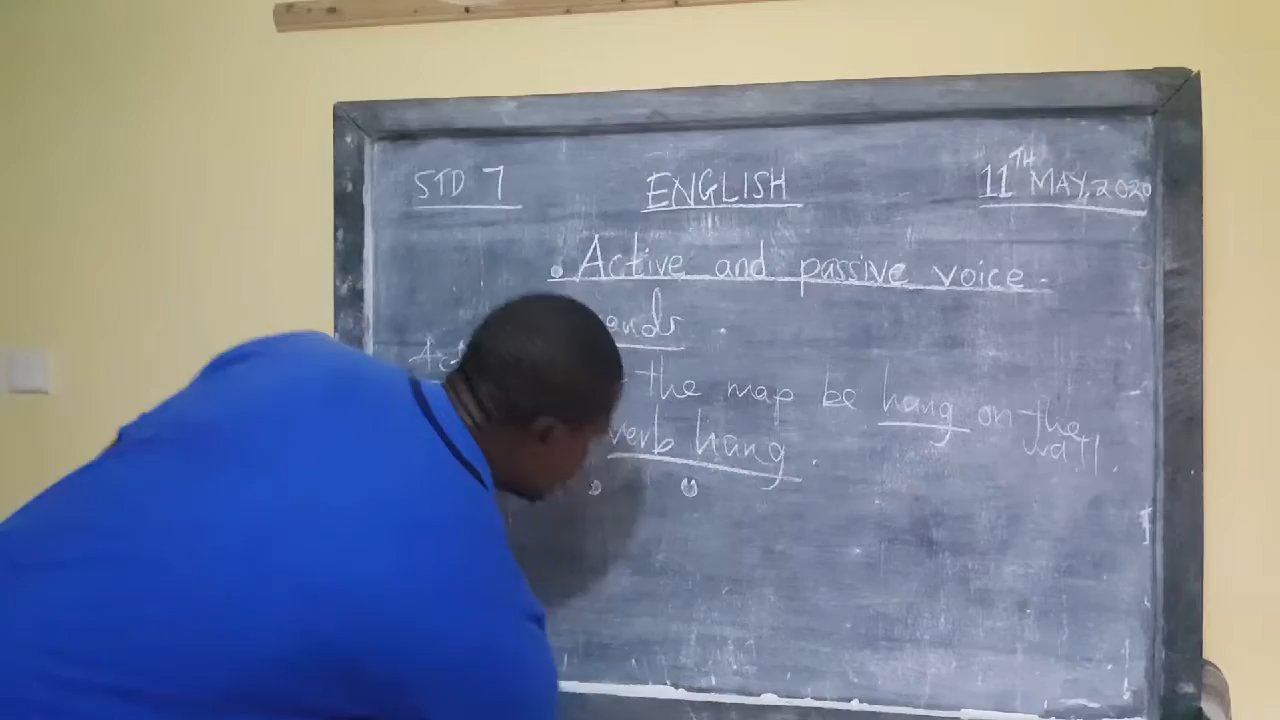 STD 7 ENGLISH 11TH MAY, 2020
• Active and passive voice.
the map be hang on the
wall.
verb hang.